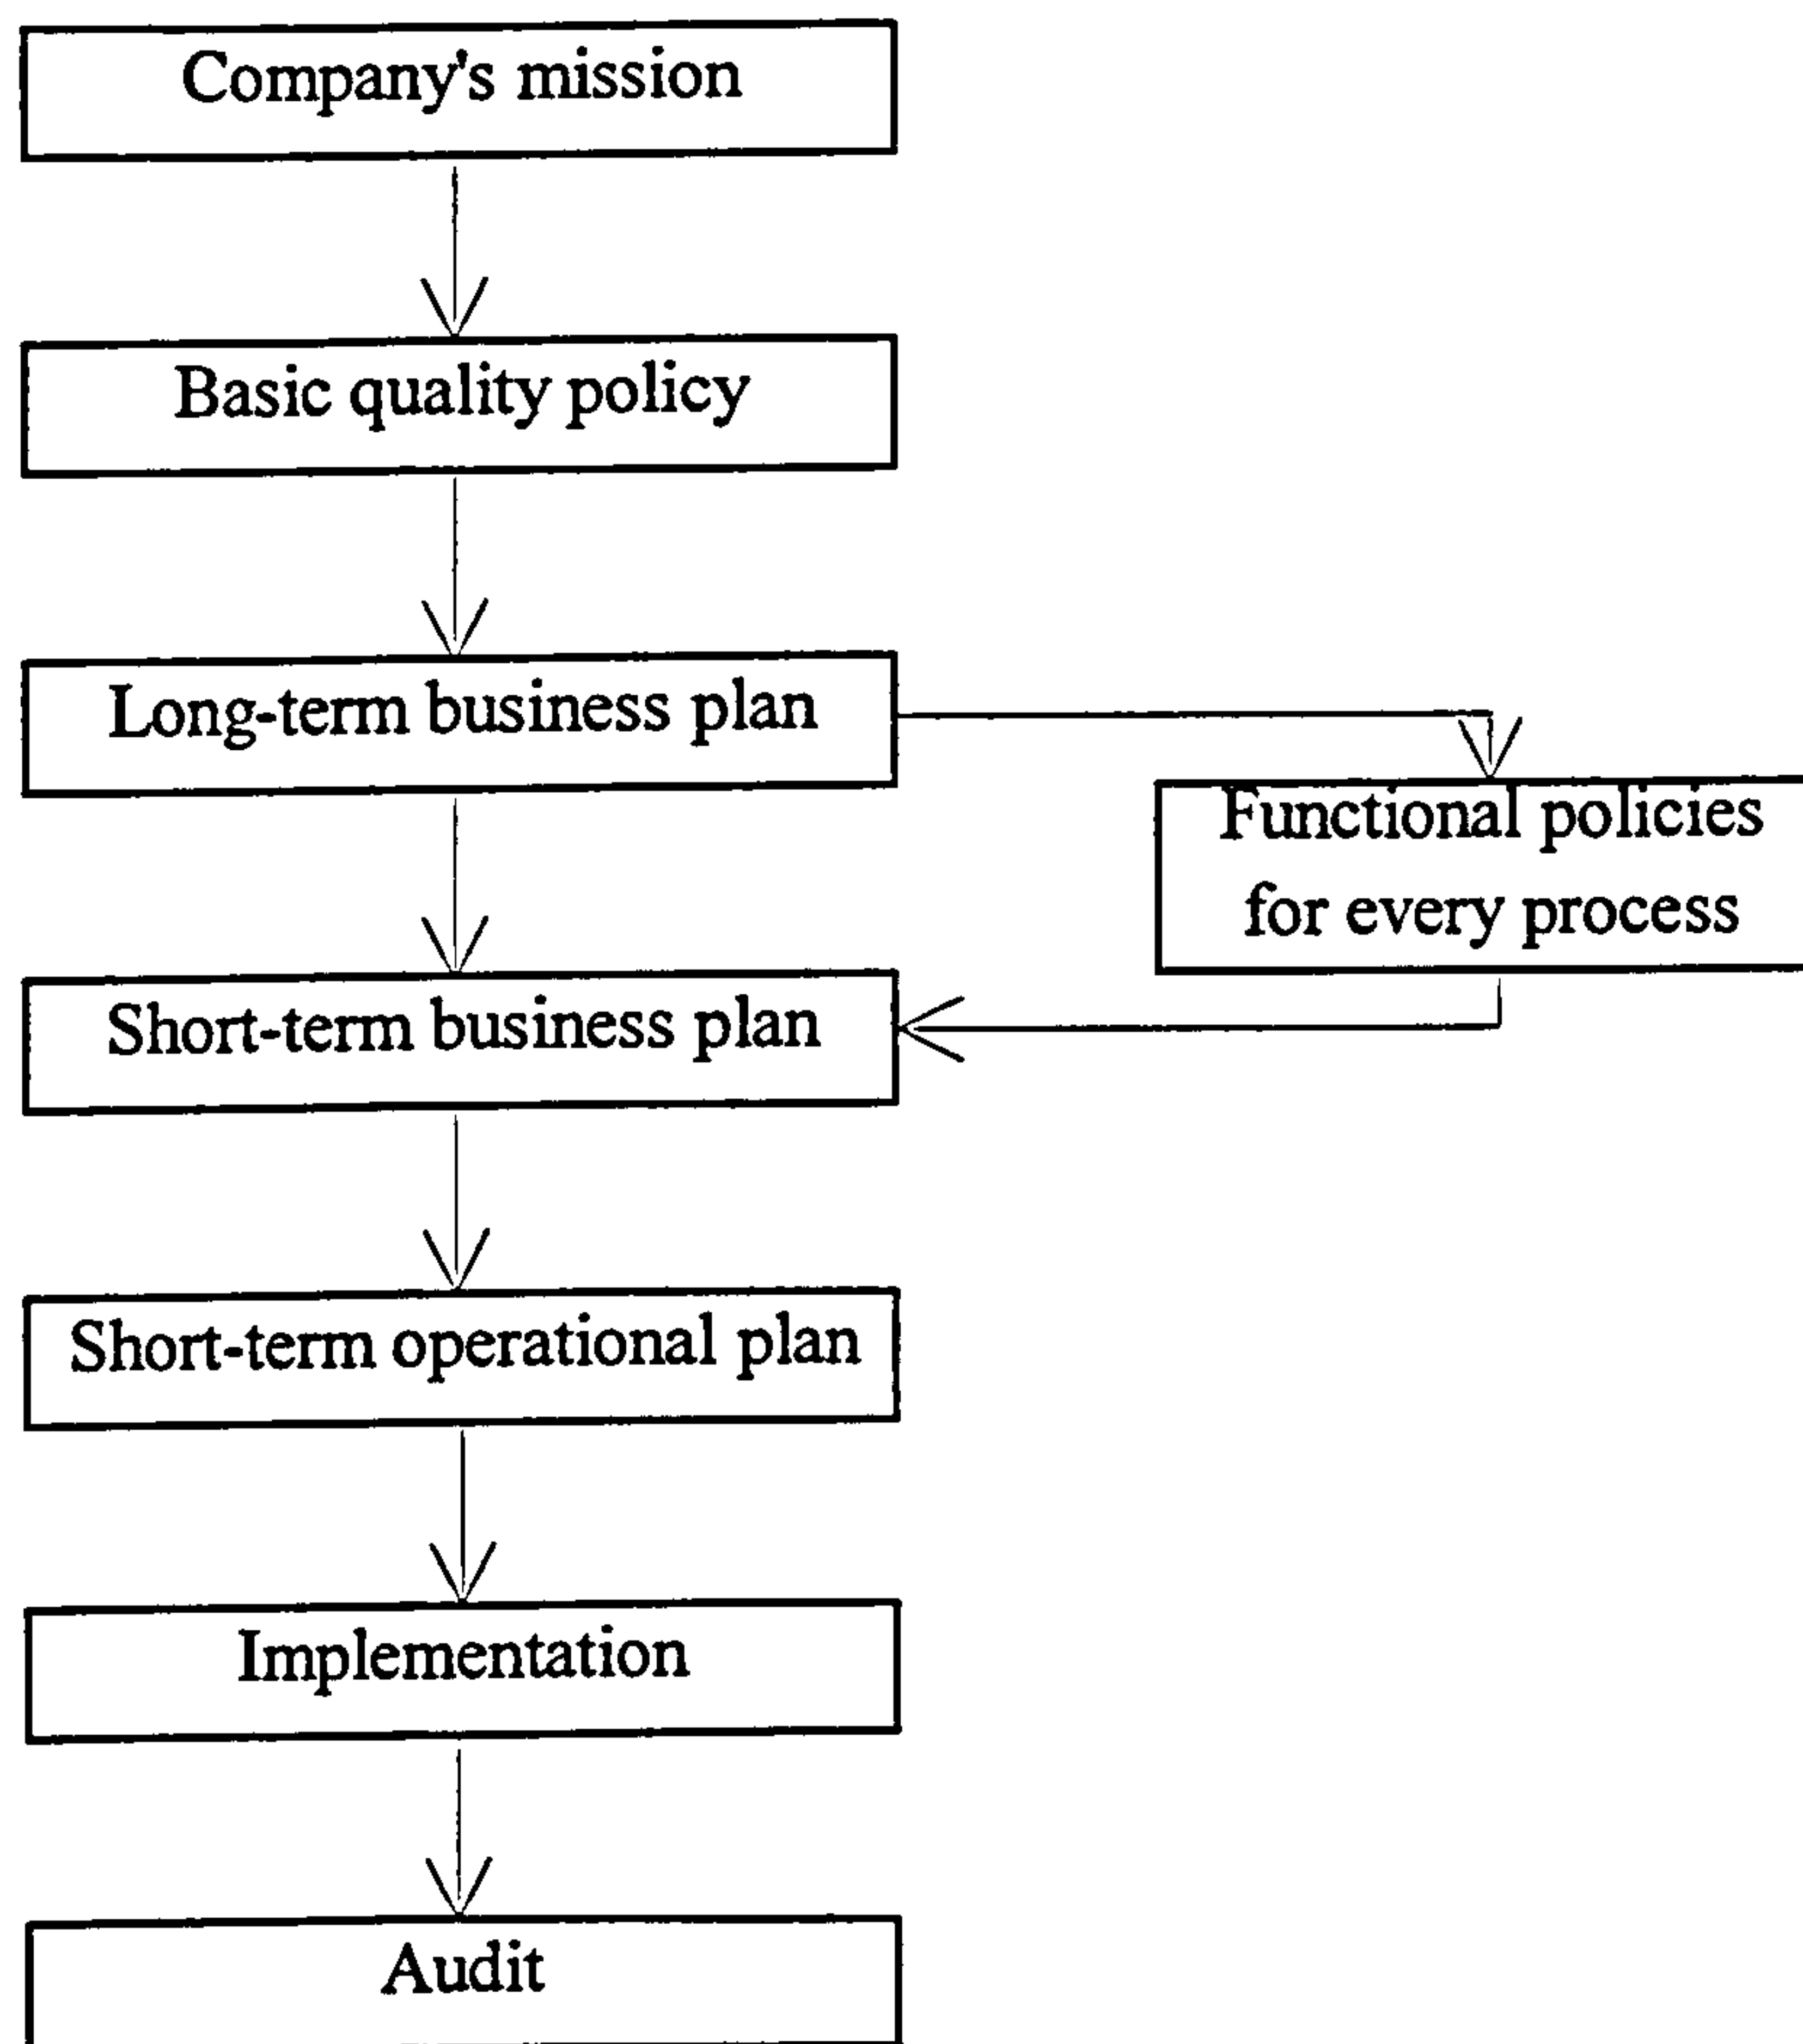 Company's mission
Basic quality policy
Long-term business plan
Functional policies
for every process
Short-term business plan
Short-term operational plan
Implementation
Audit